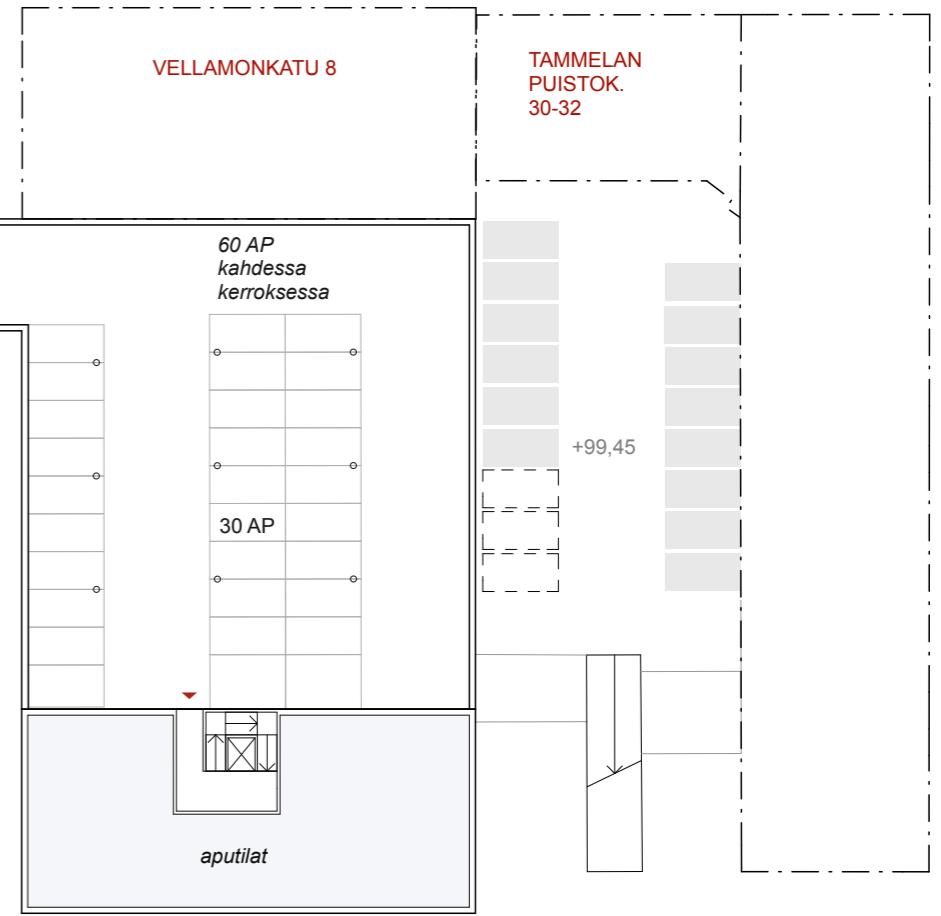 VELLAMONKATU 8
TAMMELAN
PUISTOK.
30-32
60 AP
kahdessa
kerroksessa
+99,45
30 AP
aputilat